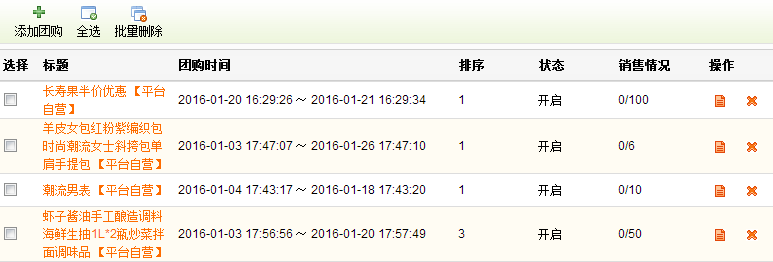 添加团购 全选 批量删除
选择 标题 团购时间 排序 状态 销售情况 操作
长寿果半价优惠【平台
自营】
2016-01-20 16:29:26～ 2016-01-21 16:29:34 1 开启 0/100
羊皮女包红粉紫编织包
时尚潮流女士斜挎包单
肩手提包【平台自营】
2016-01-03 17:47:07～ 2016-01-26 17:47:10 1 开启 0/6
潮流男表【平台自营】 2016-01-04 17:43:17～ 2016-01-18 17:43:20 1 开启 0/10
虾子酱油手工酿造调料
海鲜生抽1L*2瓶炒菜拌
面调味品【平台自营】
2016-01-03 17:56:56～ 2016-01-20 17:57:49 3 开启 0/50